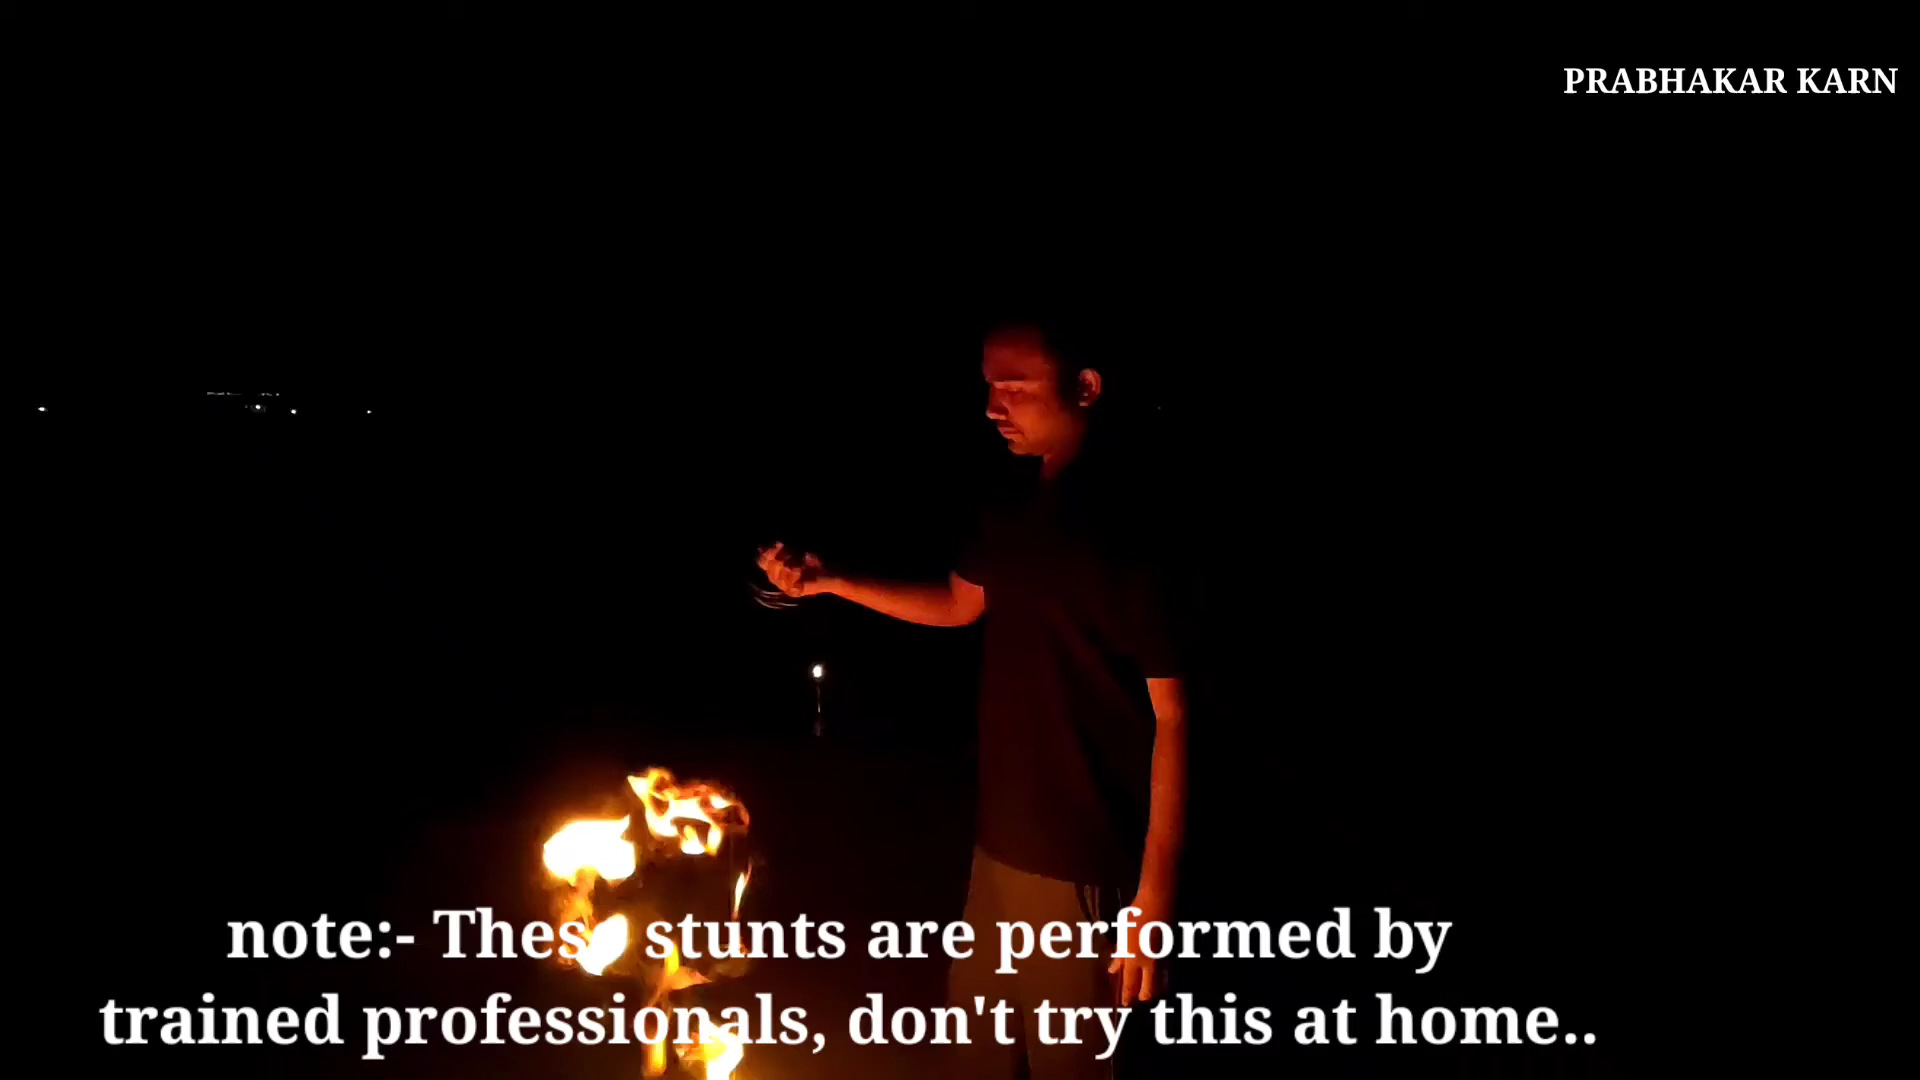 PRABHAKAR KARN
note:- These stunts are performed by
trained professionals, don't try this at home..